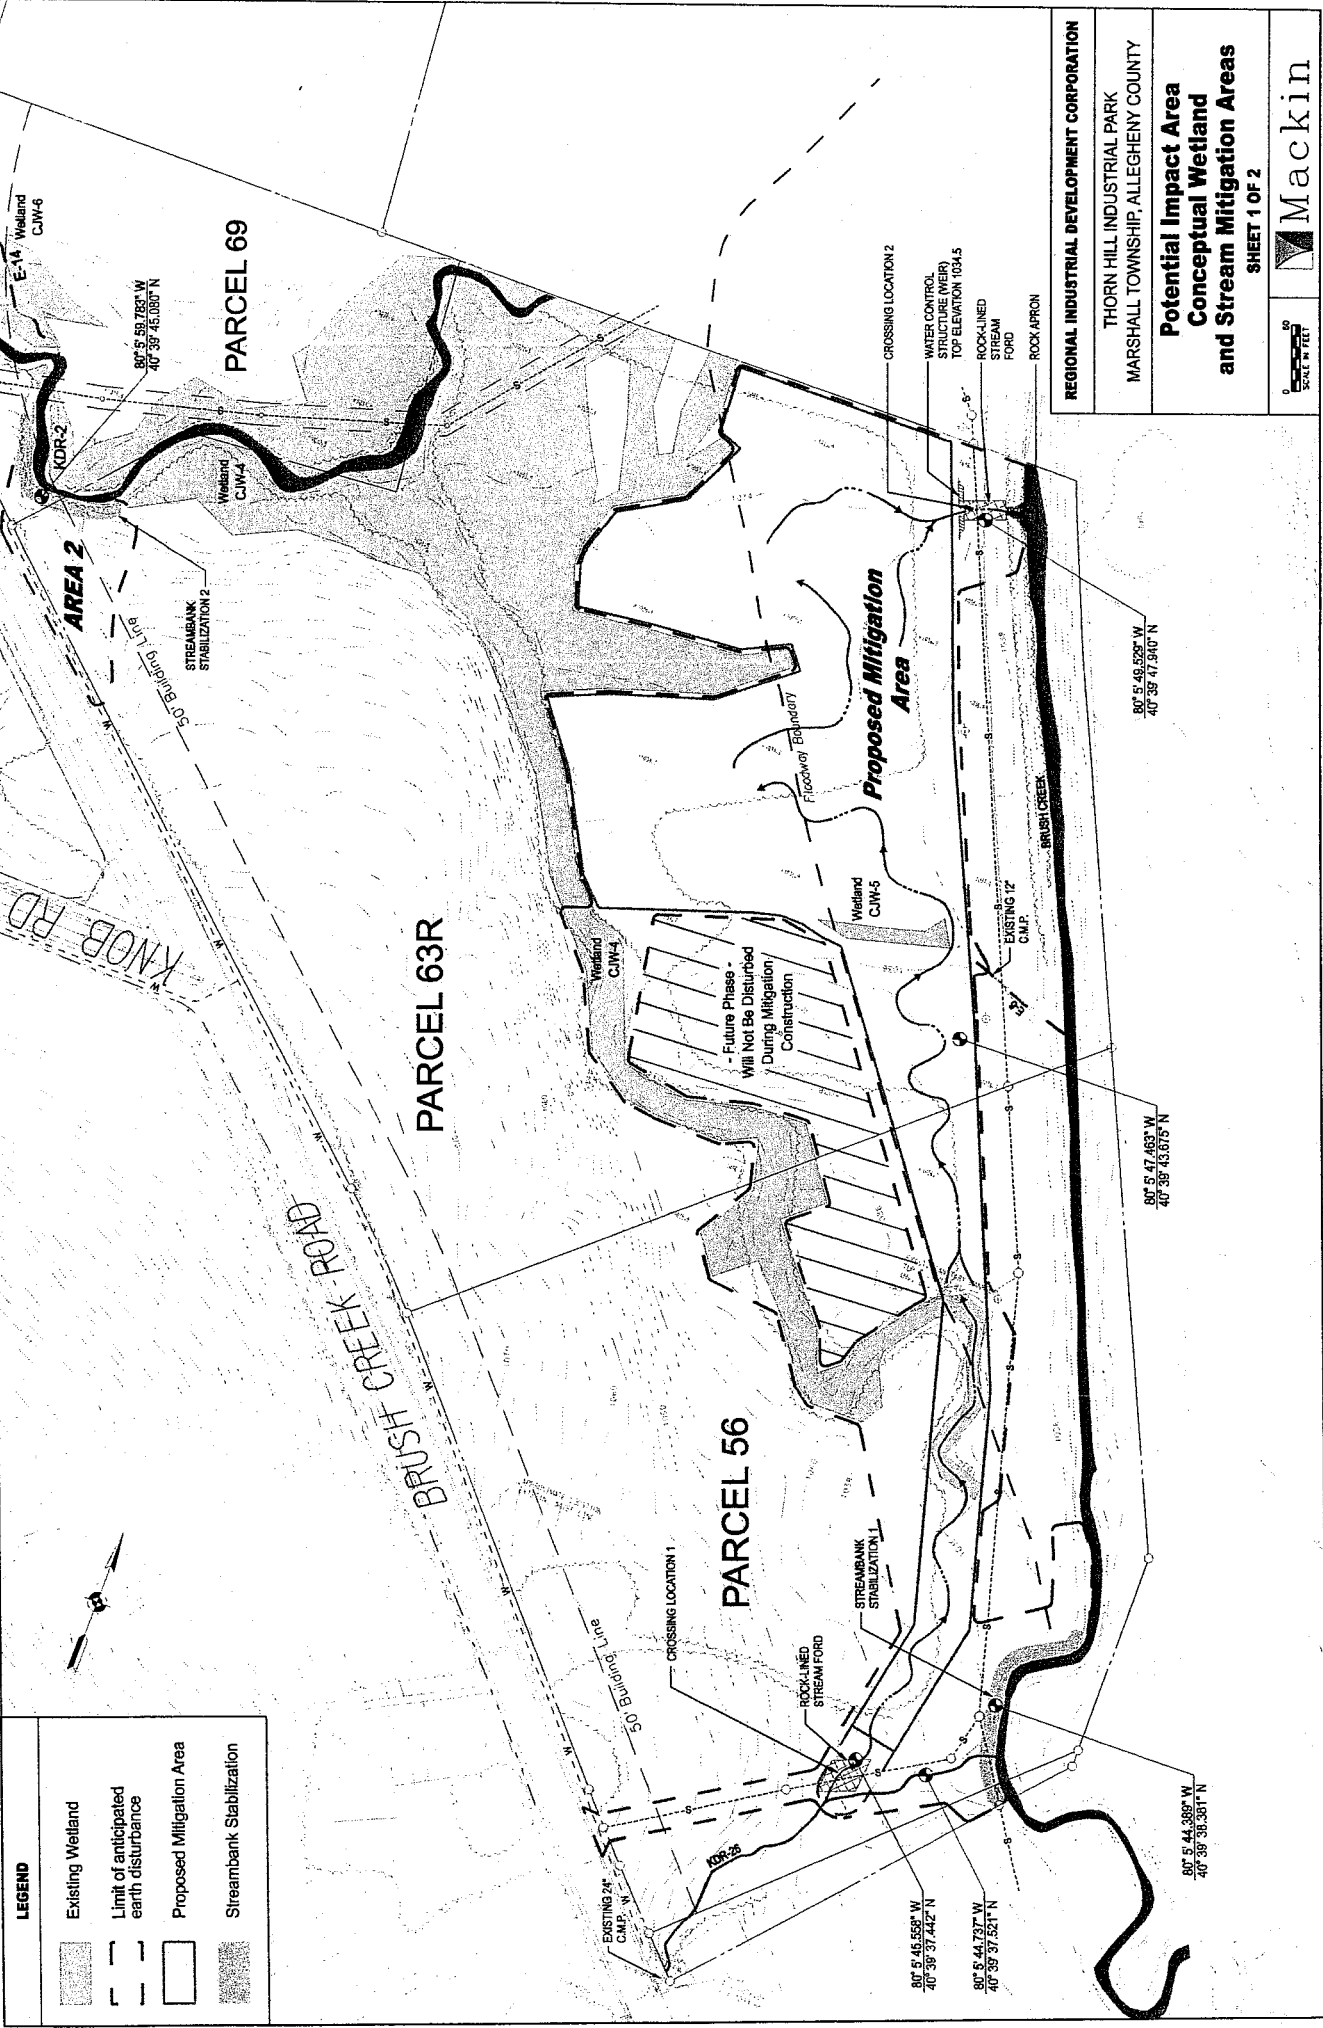 LEGEND
Existing Wetland
Limit of anticipated
earth disturbance
Proposed Mitigation Area
Streambank Stabilization
BRUSH CREEK ROAD
KNOB RD
50' Building Line
50' Building Line
PARCEL 56
PARCEL 63R
PARCEL 69
AREA 2
STREAMBANK
STABILIZATION 2
KDR-2
Wetland
CJW-4
E-14
Wetland
CJW-6
80° 5' 59.783" W
40° 39' 45.080" N
EXISTING 24"
C.M.P.
KDR-26
CROSSING LOCATION 1
ROCK-LINED
STREAM FORD
STREAMBANK
STABILIZATION 1
Wetland
CJW-4
- Future Phase -
Will Not Be Disturbed
During Mitigation
Construction
Wetland
CJW-5
Floodway Boundary
Proposed Mitigation
Area
EXISTING 12"
C.M.P.
BRUSH CREEK
CROSSING LOCATION 2
WATER CONTROL
STRUCTURE (WEIR)
TOP ELEVATION 1034.5
ROCK-LINED
STREAM
FORD
ROCK APRON
80° 5' 45.558" W
40° 39' 37.442" N
80° 5' 44.737" W
40° 39' 37.521" N
80° 5' 44.389" W
40° 39' 38.381" N
80° 5' 47.463" W
40° 39' 43.675" N
80° 5' 49.529" W
40° 39' 47.940" N
REGIONAL INDUSTRIAL DEVELOPMENT CORPORATION
THORN HILL INDUSTRIAL PARK
MARSHALL TOWNSHIP, ALLEGHENY COUNTY
Potential Impact Area
Conceptual Wetland
and Stream Mitigation Areas
SHEET 1 OF 2
0 60
SCALE IN FEET
Mackin